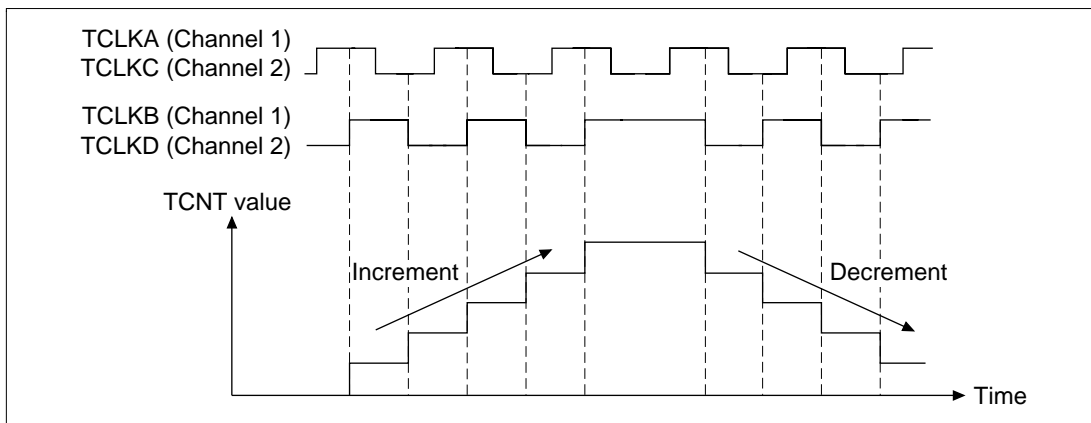 TCLKA (Channel 1)
TCLKC (Channel 2)
TCLKB (Channel 1)
TCLKD (Channel 2)
TCNT value
Increment
Decrement
Time